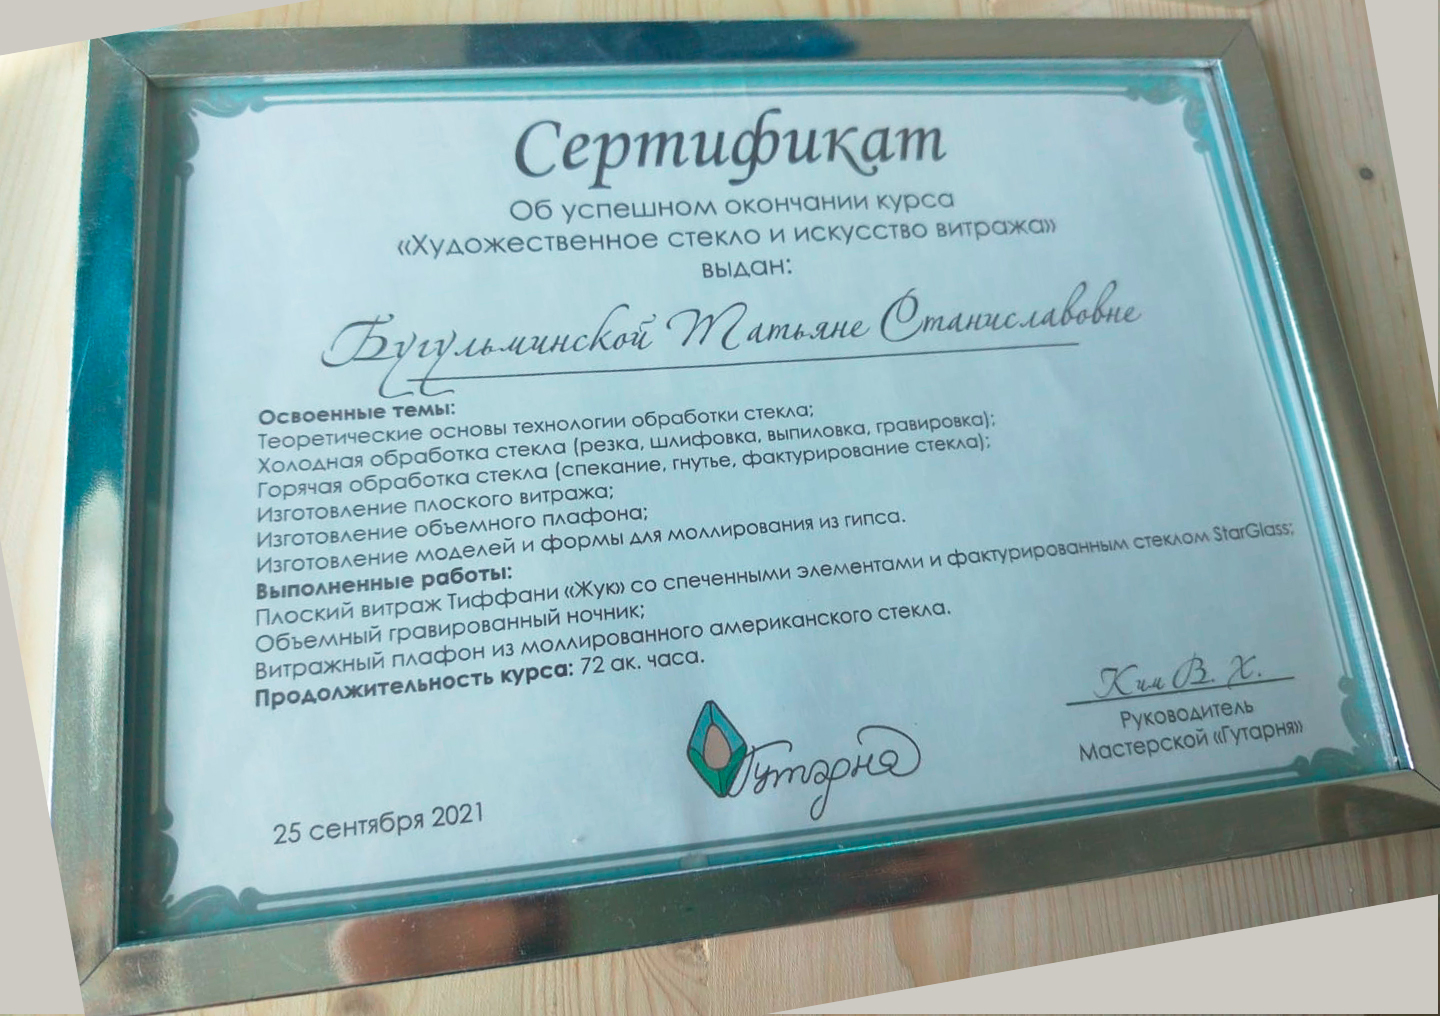 Сертификат
Об успешном окончании курса
«Художественное стекло и искусство витража»
выдан:
Бугульминской Татьяне Станиславовне
Освоенные темы:
Теоретические основы технологии обработки стекла;
Холодная обработка стекла (резка, шлифовка, выпиловка, гравировка);
Горячая обработка стекла (спекание, гнутье, фактурирование стекла);
Изготовление плоского витража;
Изготовление объемного плафона;
Изготовление моделей и формы для моллирования из гипса.
Выполненные работы:
Плоский витраж Тиффани «Жук» со спеченными элементами и фактурированным стеклом StarGlass;
Объемный гравированный ночник;
Витражный плафон из моллированного американского стекла.
Продолжительность курса: 72 ак. часа.
Ким В. Х.
Руководитель
Мастерской «Гутарня»
Гутарня
25 сентября 2021